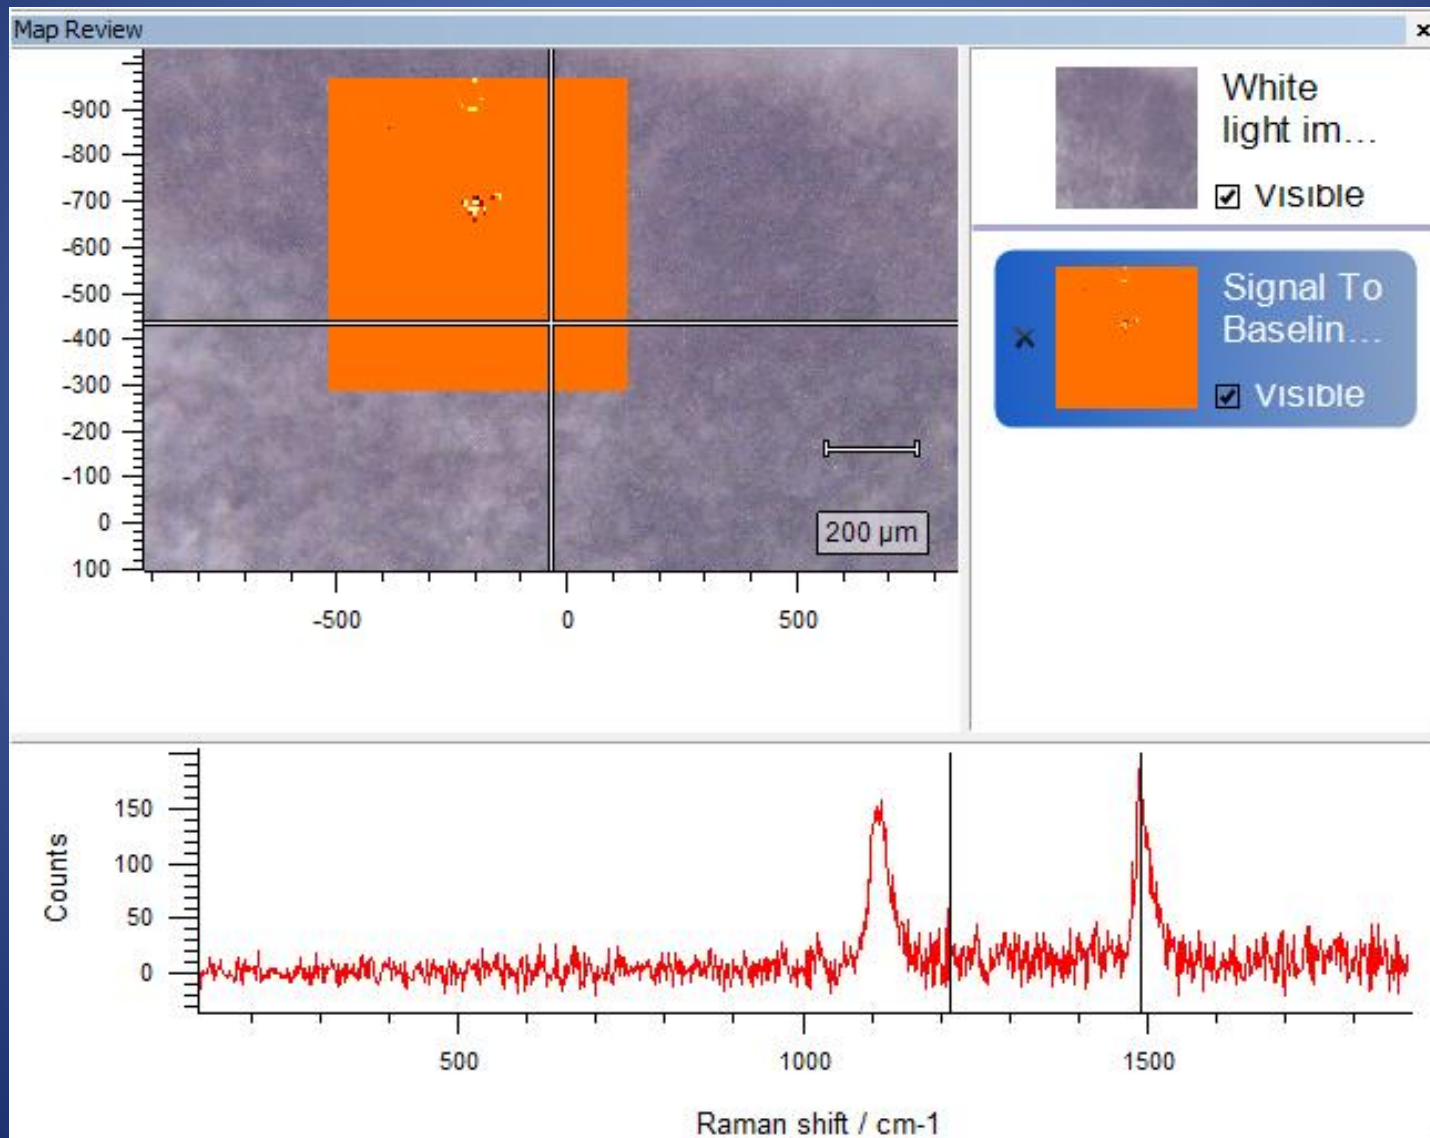 Map Review
-900
-800
-700
-600
-500
-400
-300
-200
-100
0
100
-500
0
500
200 µm
White
light im...
Visible
Signal To
Baselin...
Visible
Counts
150
100
50
0
500
1000
1500
Raman shift / cm-1